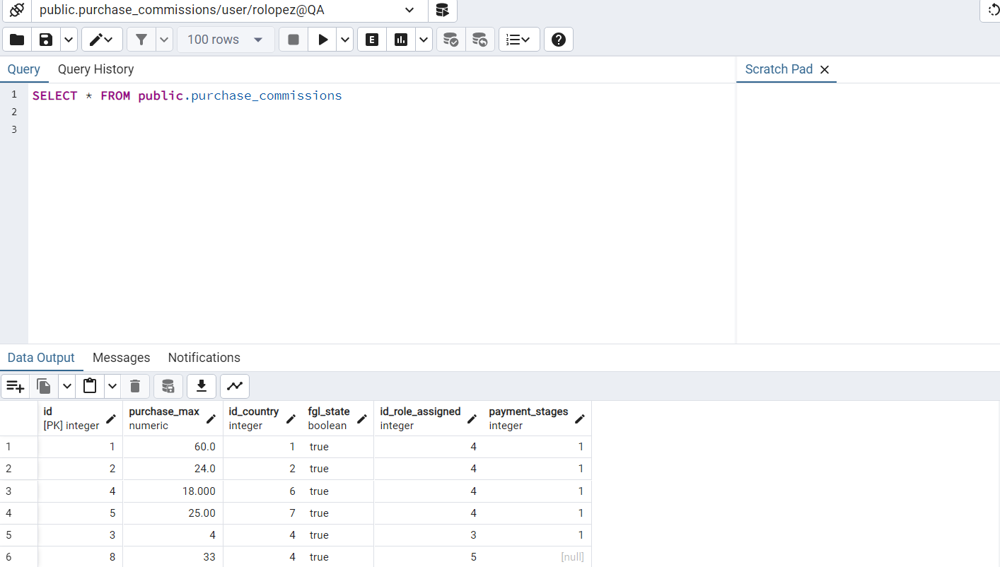 public.purchase_commissions/user/rolopez@QA
100 rows
E
Query Query History Scratch Pad
1 SELECT * FROM public.purchase_commissions
2
3
Data Output Messages Notifications
id purchase_max id_country fgl_state id_role_assigned payment_stages
[PK] integer numeric integer boolean integer integer
1 1 60.0 1 true 4 1
2 2 24.0 2 true 4 1
3 4 18.000 6 true 4 1
4 5 25.00 7 true 4 1
5 3 4 4 true 3 1
6 8 33 4 true 5 [null]